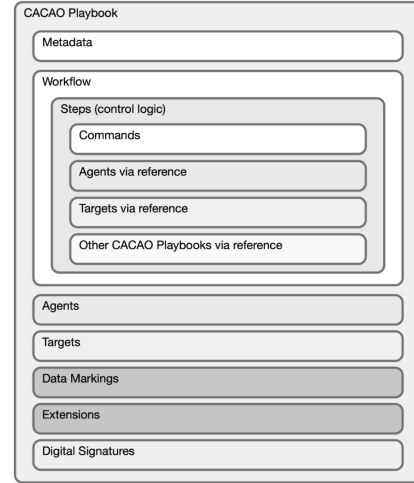 CACAO Playbook
Metadata
Workflow
Steps (control logic)
Commands
Agents via reference
Targets via reference
Other CACAO Playbooks via reference
Agents
Targets
Data Markings
Extensions
Digital Signatures